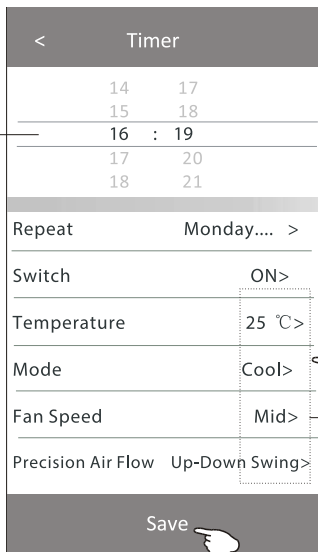 < Timer
14 17
15 18
16 : 19
17 20
18 21
Repeat Monday.... >
Switch ON>
Temperature 25 ℃>
Mode Cool>
Fan Speed Mid>
Precision Air Flow Up-Down Swing>
Save